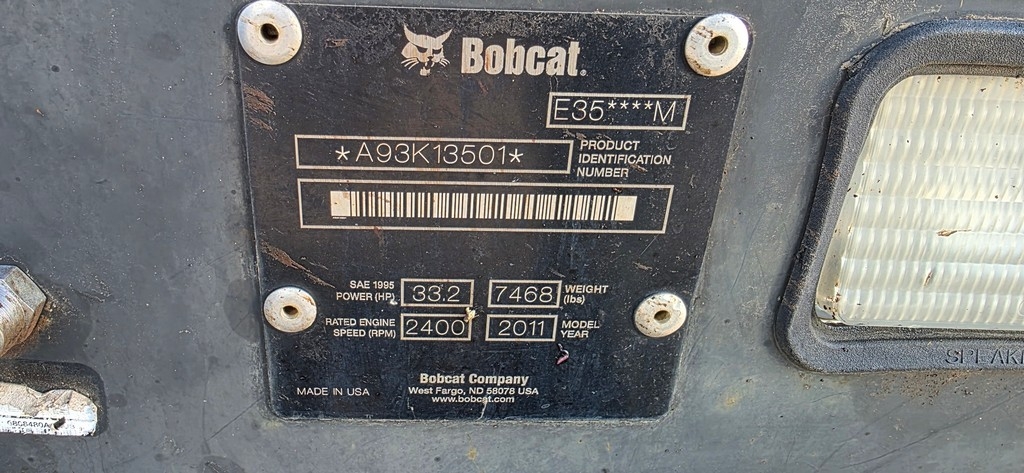 Bobcat.
E35****M
*A93K13501*
PRODUCT
IDENTIFICATION
NUMBER
SAE 1995
POWER (HP) 33.2
7468 WEIGHT
(lbs)
RATED ENGINE
SPEED (RPM) 2400
2011 MODEL
YEAR
MADE IN USA
Bobcat Company
West Fargo, ND 58078 USA
www.bobcat.com
SPEAK